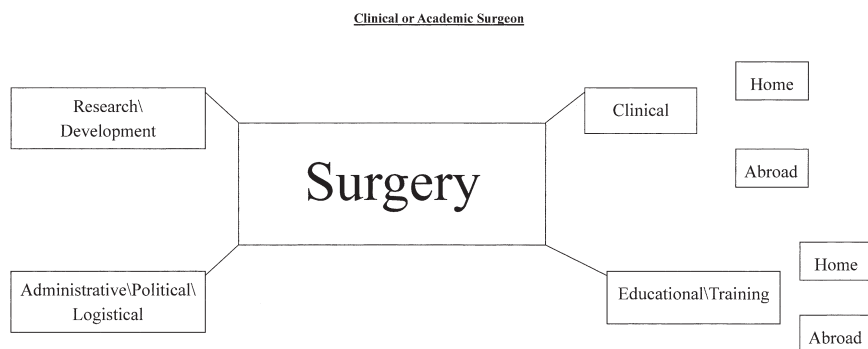 Clinical or Academic Surgeon
Research\
Development
Surgery
Clinical
Home
Abroad
Administrative\Political\
Logistical
Educational\Training
Home
Abroad